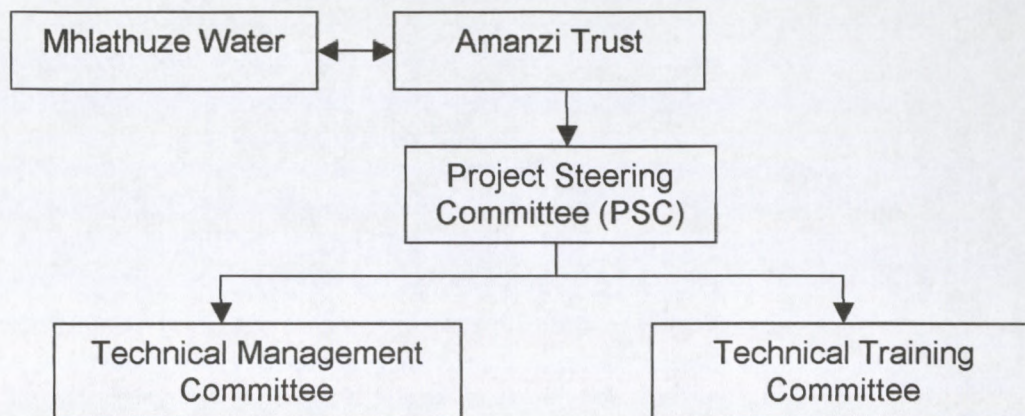 Mhlathuze Water
Amanzi Trust
Project Steering
Committee (PSC)
Technical Management
Committee
Technical Training
Committee